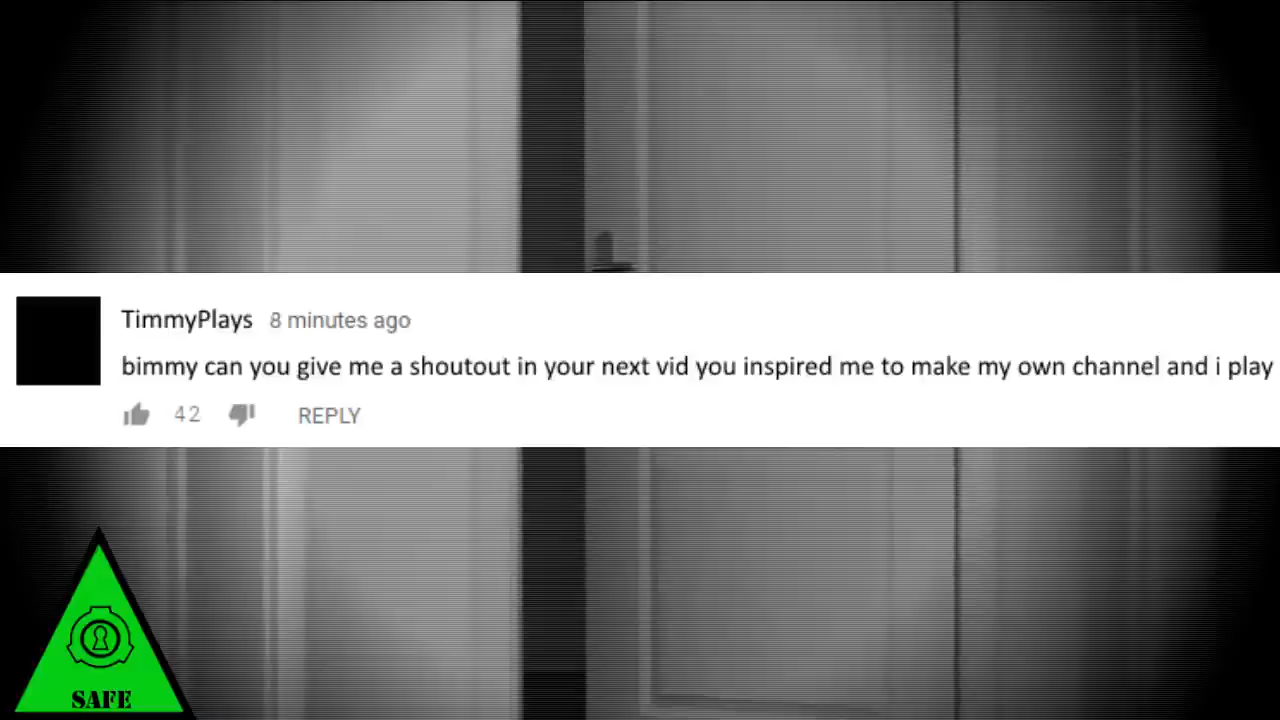 TimmyPlays 8 minutes ago
bimmy can you give me a shoutout in your next vid you inspired me to make my own channel and i play
42 REPLY
SAFE